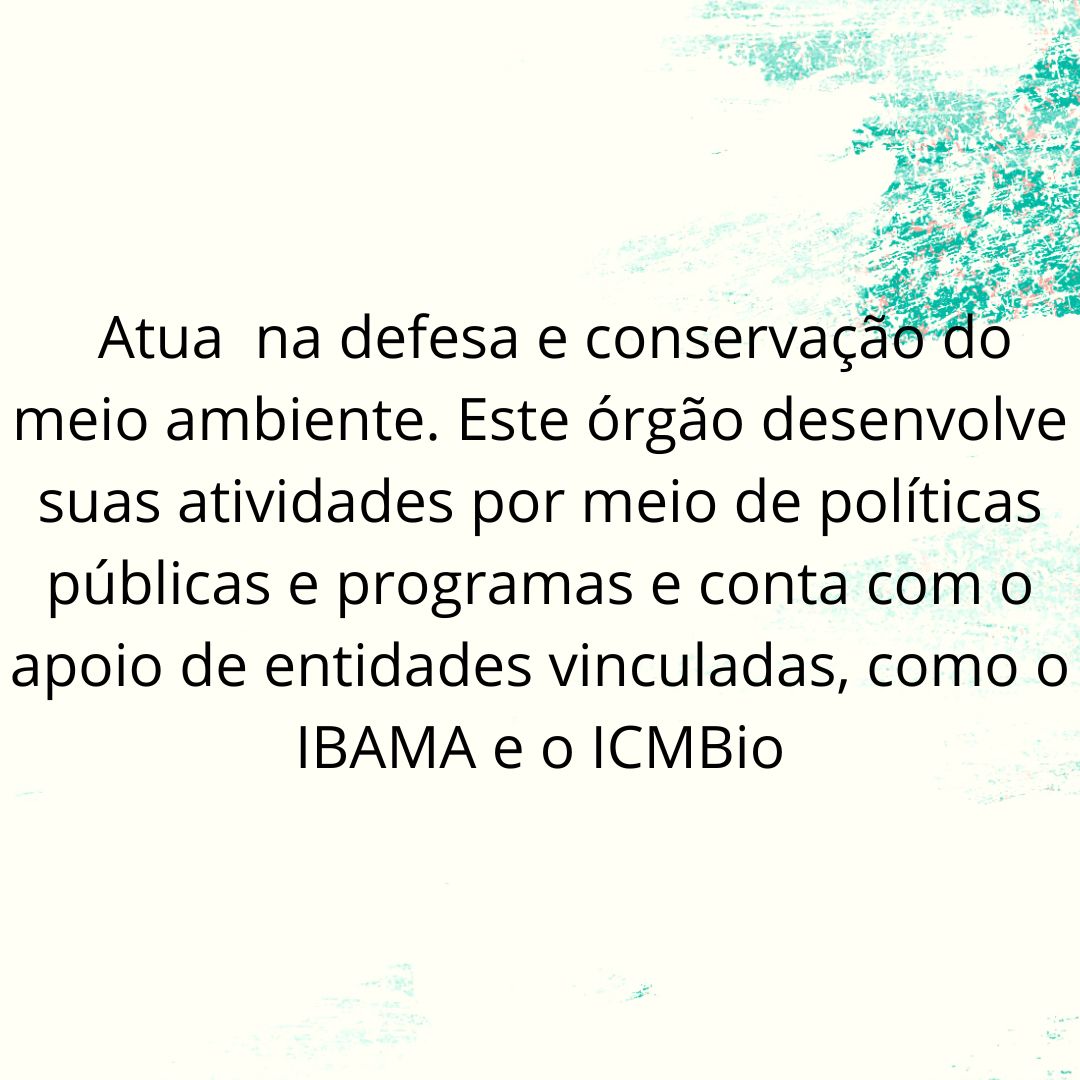 Atua  na defesa e conservação do
meio ambiente. Este órgão desenvolve
suas atividades por meio de políticas
públicas e programas e conta com o
apoio de entidades vinculadas, como o
IBAMA e o ICMBio